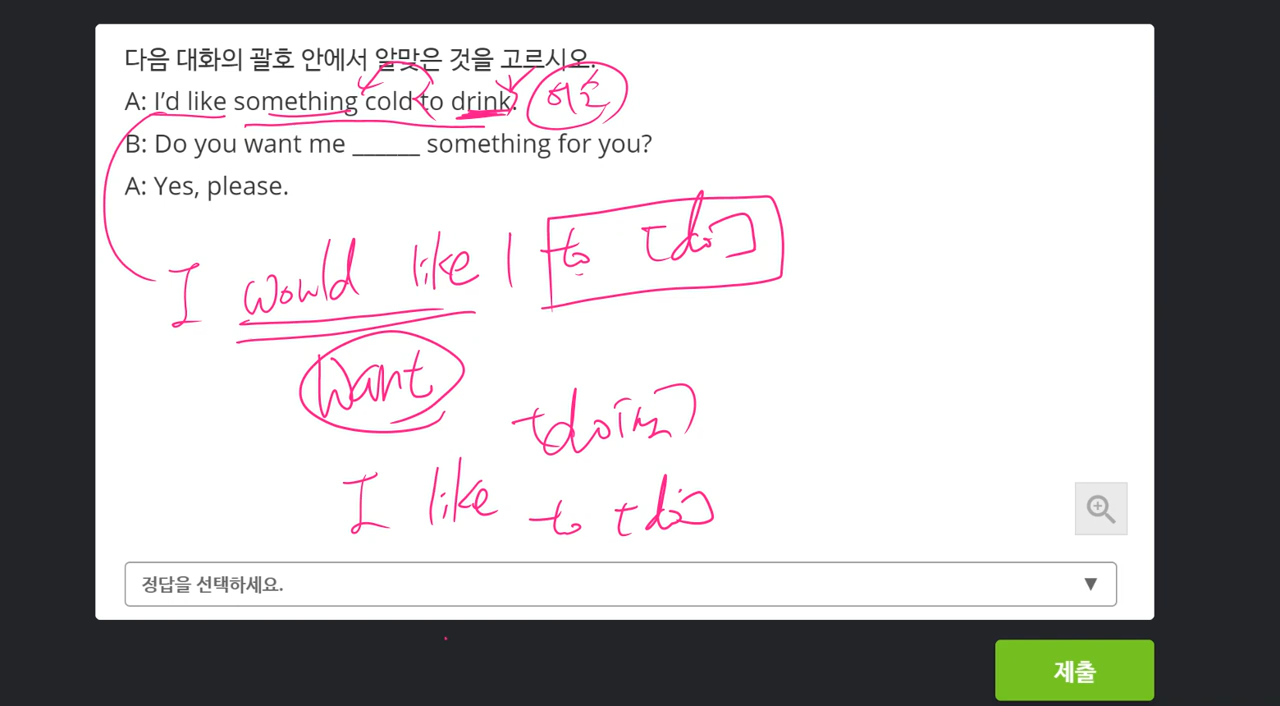 다음 대화의 괄호 안에서 알맞은 것을 고르시오.
A: I'd like something cold to drink.
B: Do you want me ______ something for you?
A: Yes, please.
I would like to [do]
want
doing
I like to
정답을 선택하세요.
제출